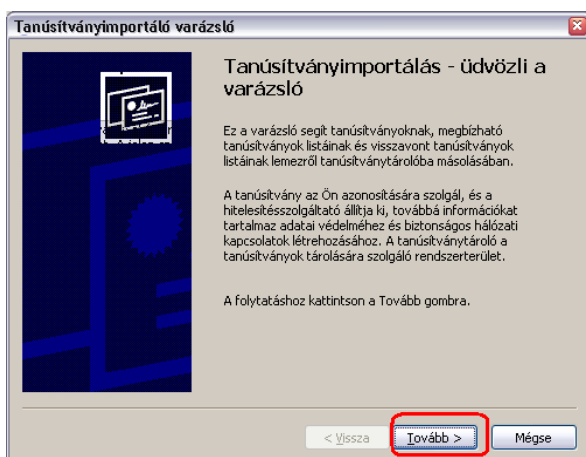 Tanúsítványimportáló varázsló
Tanúsítványimportálás - üdvözli a
varázsló
Ez a varázsló segít tanúsítványoknak, megbízható
tanúsítványok listáinak és visszavont tanúsítványok
listáinak lemezről tanúsítványtárolóba másolásában.
A tanúsítvány az Ön azonosítására szolgál, és a
hitelesítésszolgáltató állítja ki, továbbá információkat
tartalmaz adatai védelméhez és biztonságos hálózati
kapcsolatok létrehozásához. A tanúsítványtároló a
tanúsítványok tárolására szolgáló rendszerterület.
A folytatáshoz kattintson a Tovább gombra.
< Vissza
Tovább >
Mégse